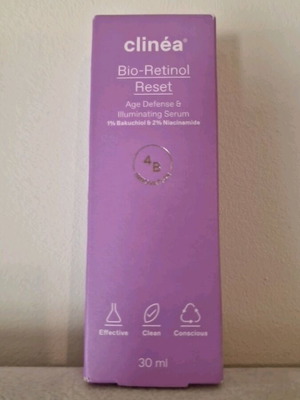 clinéa®
Bio-Retinol
Reset
Age Defense &
Illuminating Serum
1% Bakuchiol & 2% Niacinamide
4B
Effective Clean Conscious
30 ml